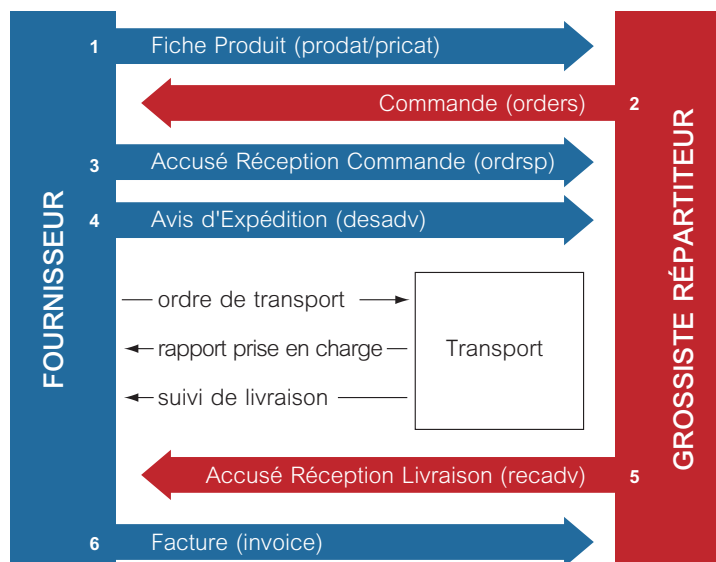 1 Fiche Produit (prodat/pricat)
Commande (orders) 2
3 Accusé Réception Commande (ordrsp)
4 Avis d'Expédition (desadv)
FOURNISSEUR
GROSSISTE RÉPARTITEUR
ordre de transport
rapport prise en charge
Transport
suivi de livraison
Accusé Réception Livraison (recadv) 5
6 Facture (invoice)